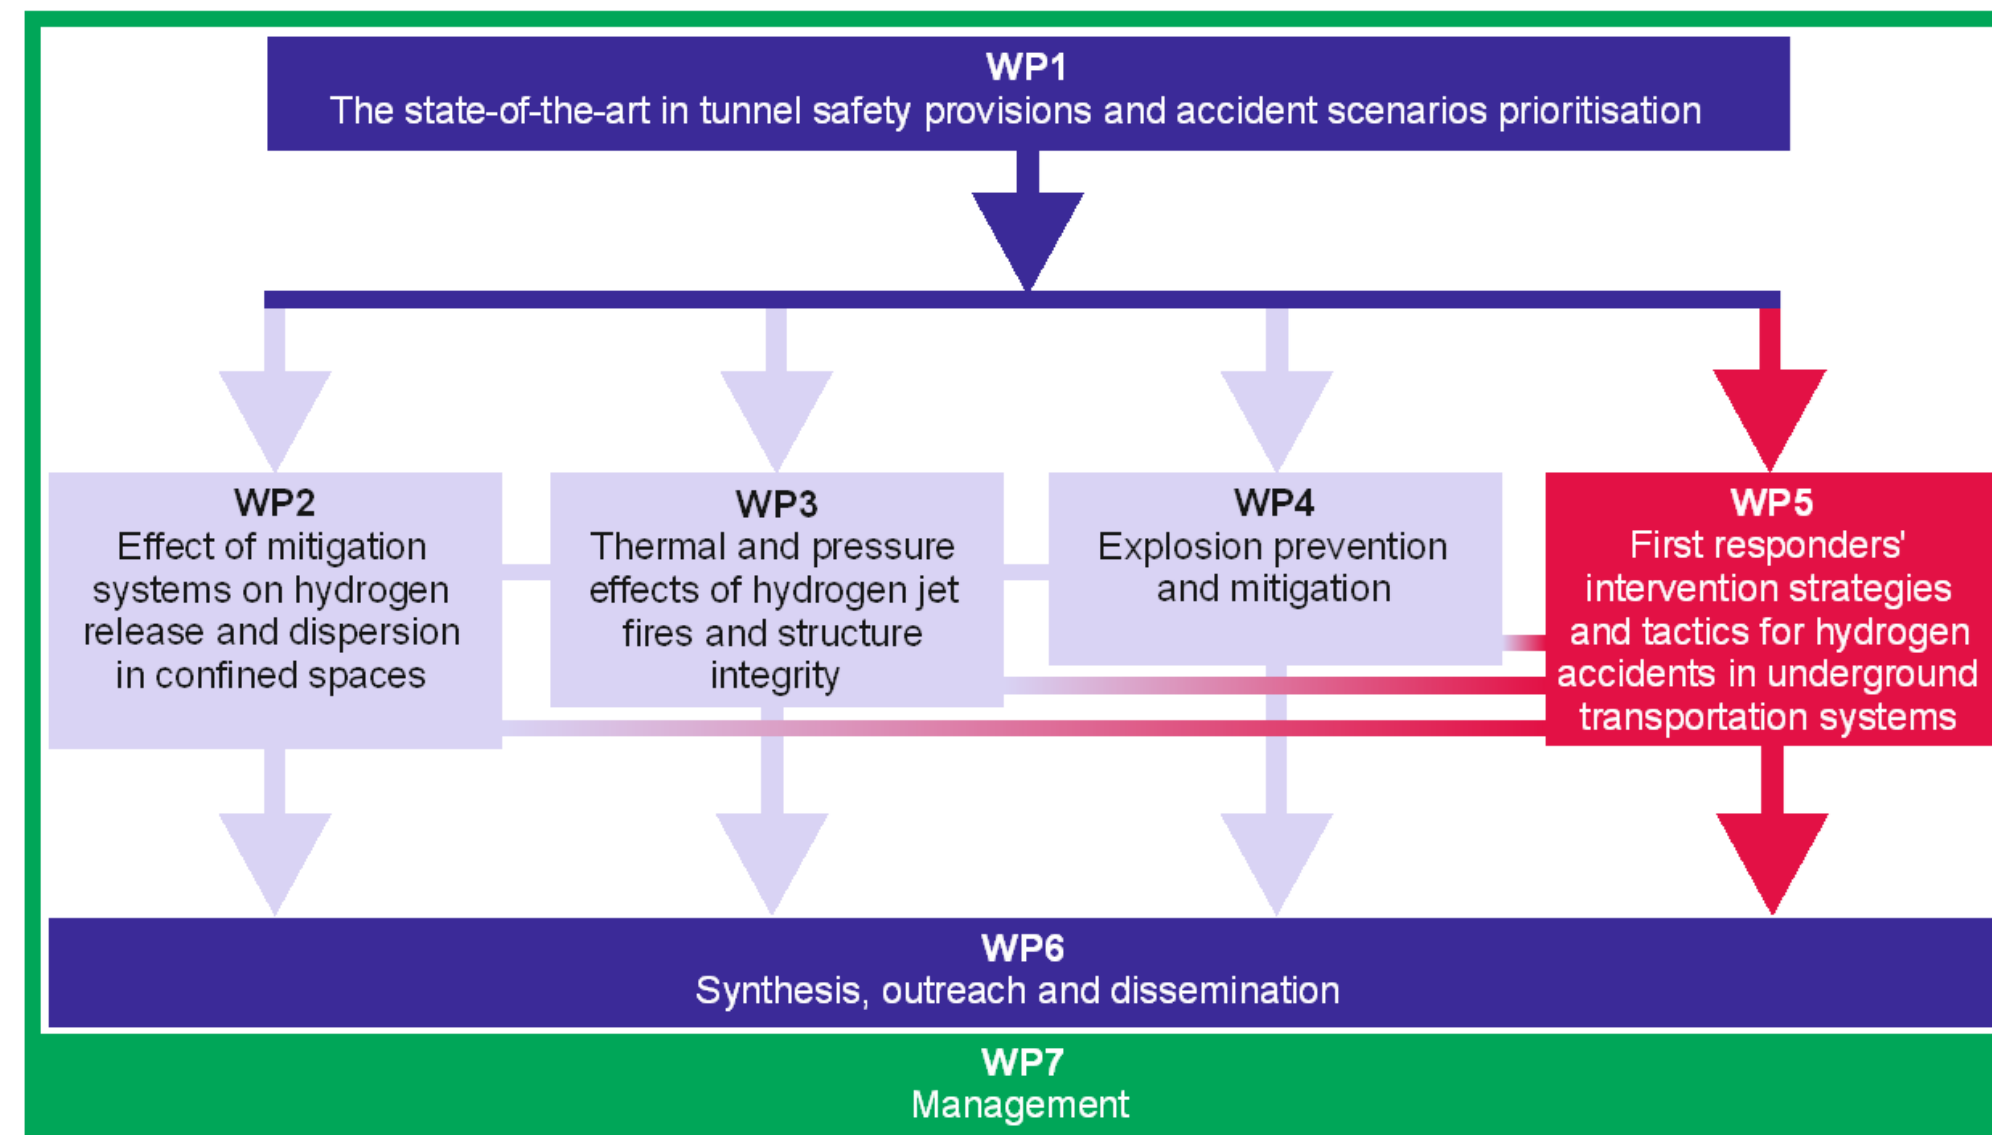 WP1
The state-of-the-art in tunnel safety provisions and accident scenarios prioritisation
WP2
Effect of mitigation
systems on hydrogen
release and dispersion
in confined spaces
WP3
Thermal and pressure
effects of hydrogen jet
fires and structure
integrity
WP4
Explosion prevention
and mitigation
WP5
First responders'
intervention strategies
and tactics for hydrogen
accidents in underground
transportation systems
WP6
Synthesis, outreach and dissemination
WP7
Management